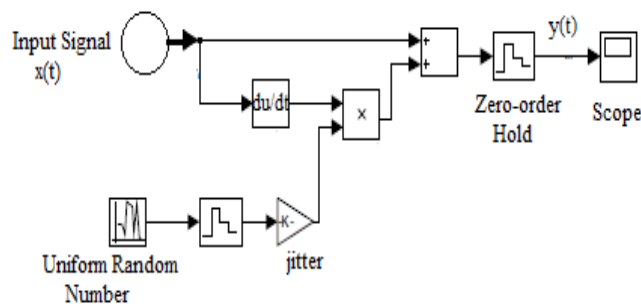 Input Signal
x(t)
y(t)
+
+
du/dt
×
Zero-order
Hold
Scope
-K-
jitter
Uniform Random
Number